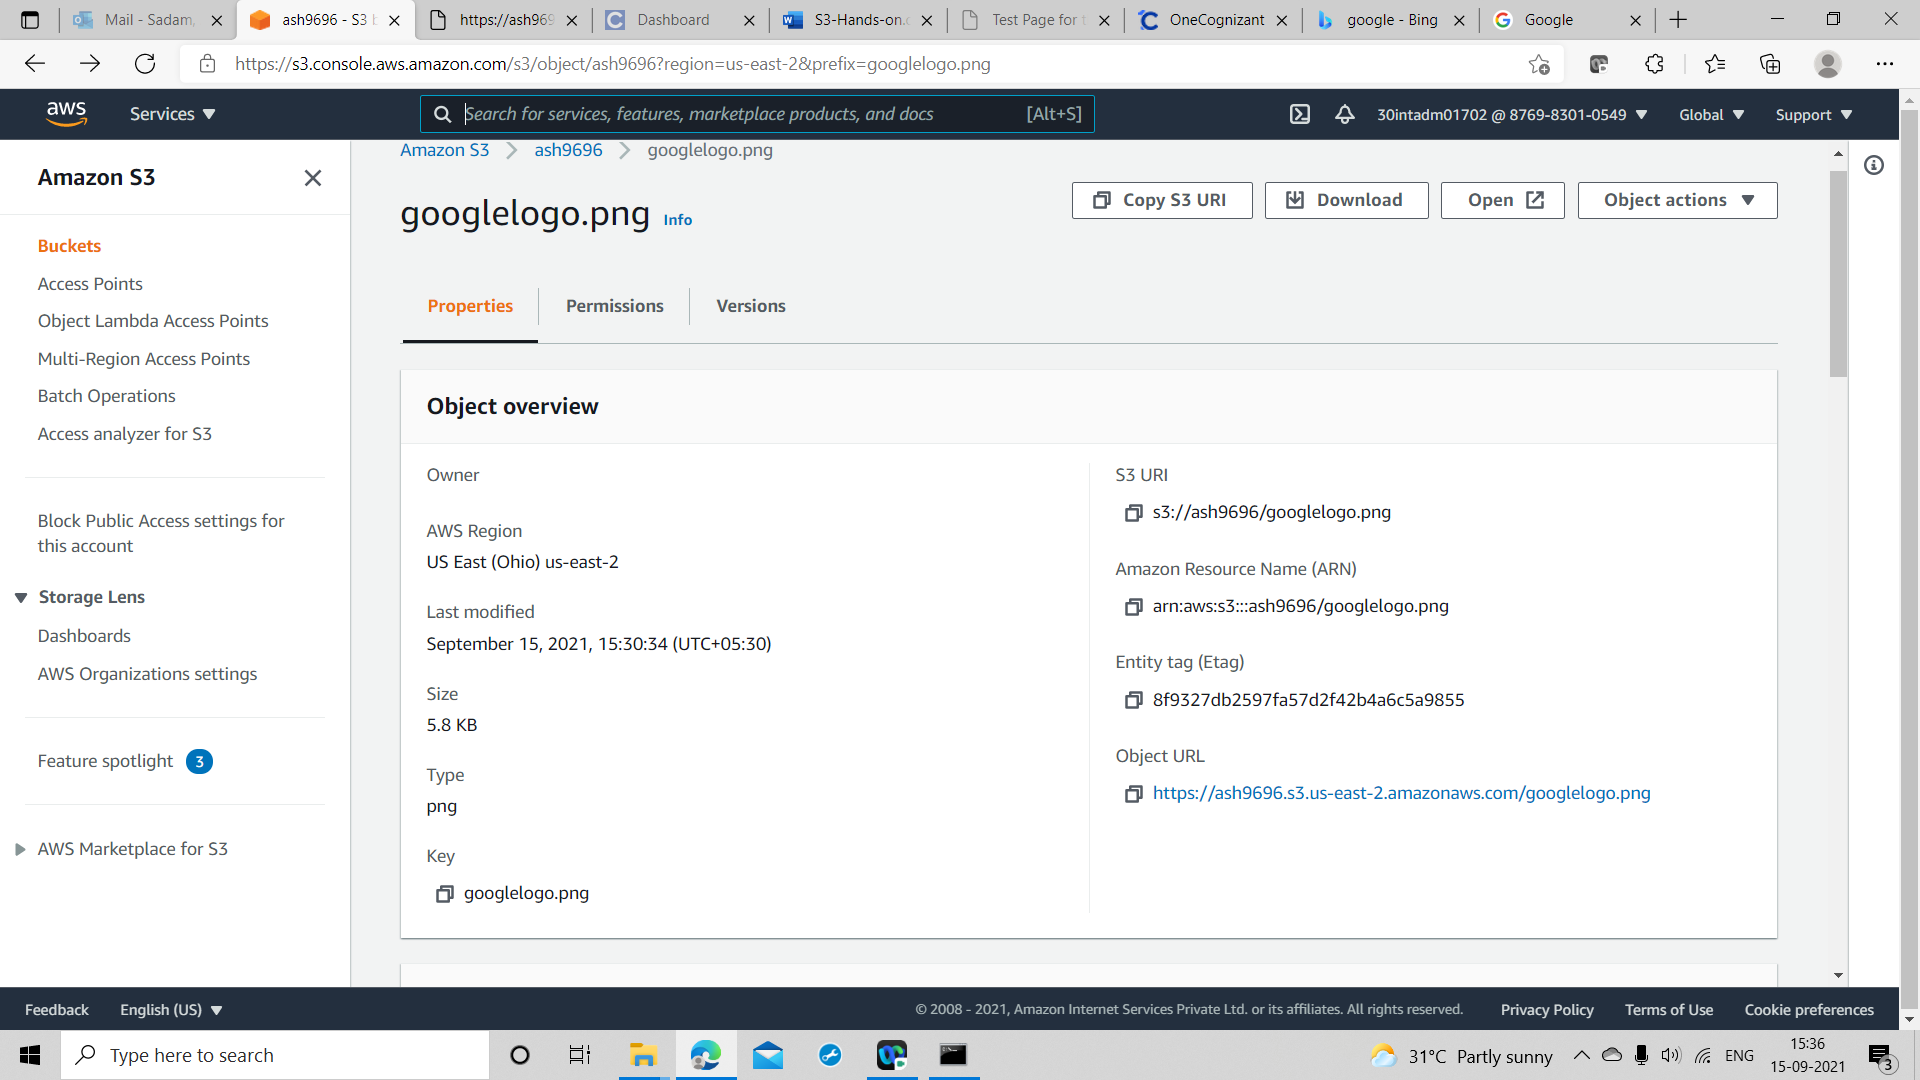 Mail - Sadam,
ash9696 - S3 b
https://ash969
Dashboard
S3-Hands-on.
Test Page for t
OneCognizant
google - Bing
Google
https://s3.console.aws.amazon.com/s3/object/ash9696?region=us-east-2&prefix=googlelogo.png
aws
Services
Search for services, features, marketplace products, and docs
[Alt+S]
30intadm01702 @ 8769-8301-0549
Global
Support
Amazon S3
Buckets
Access Points
Object Lambda Access Points
Multi-Region Access Points
Batch Operations
Access analyzer for S3
Block Public Access settings for
this account
Storage Lens
Dashboards
AWS Organizations settings
Feature spotlight 3
AWS Marketplace for S3
Amazon S3 > ash9696 > googlelogo.png
googlelogo.png Info
Copy S3 URI
Download
Open
Object actions
Properties
Permissions
Versions
Object overview
Owner
AWS Region
US East (Ohio) us-east-2
Last modified
September 15, 2021, 15:30:34 (UTC+05:30)
Size
5.8 KB
Type
png
Key
googlelogo.png
S3 URI
s3://ash9696/googlelogo.png
Amazon Resource Name (ARN)
arn:aws:s3:::ash9696/googlelogo.png
Entity tag (Etag)
8f9327db2597fa57d2f42b4a6c5a9855
Object URL
https://ash9696.s3.us-east-2.amazonaws.com/googlelogo.png
Feedback
English (US)
© 2008 - 2021, Amazon Internet Services Private Ltd. or its affiliates. All rights reserved.
Privacy Policy
Terms of Use
Cookie preferences
Type here to search
31°C Partly sunny
ENG
15:36
15-09-2021
3